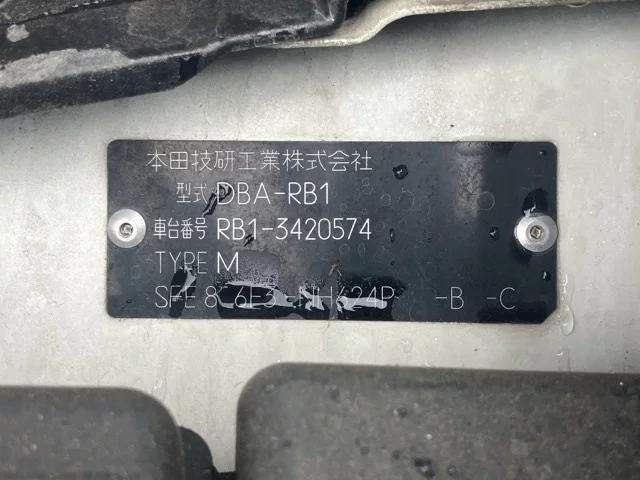 本田技研工業株式会社
型式 DBA-RB1
車台番号 RB1-3420574
TYPE M
-B -C